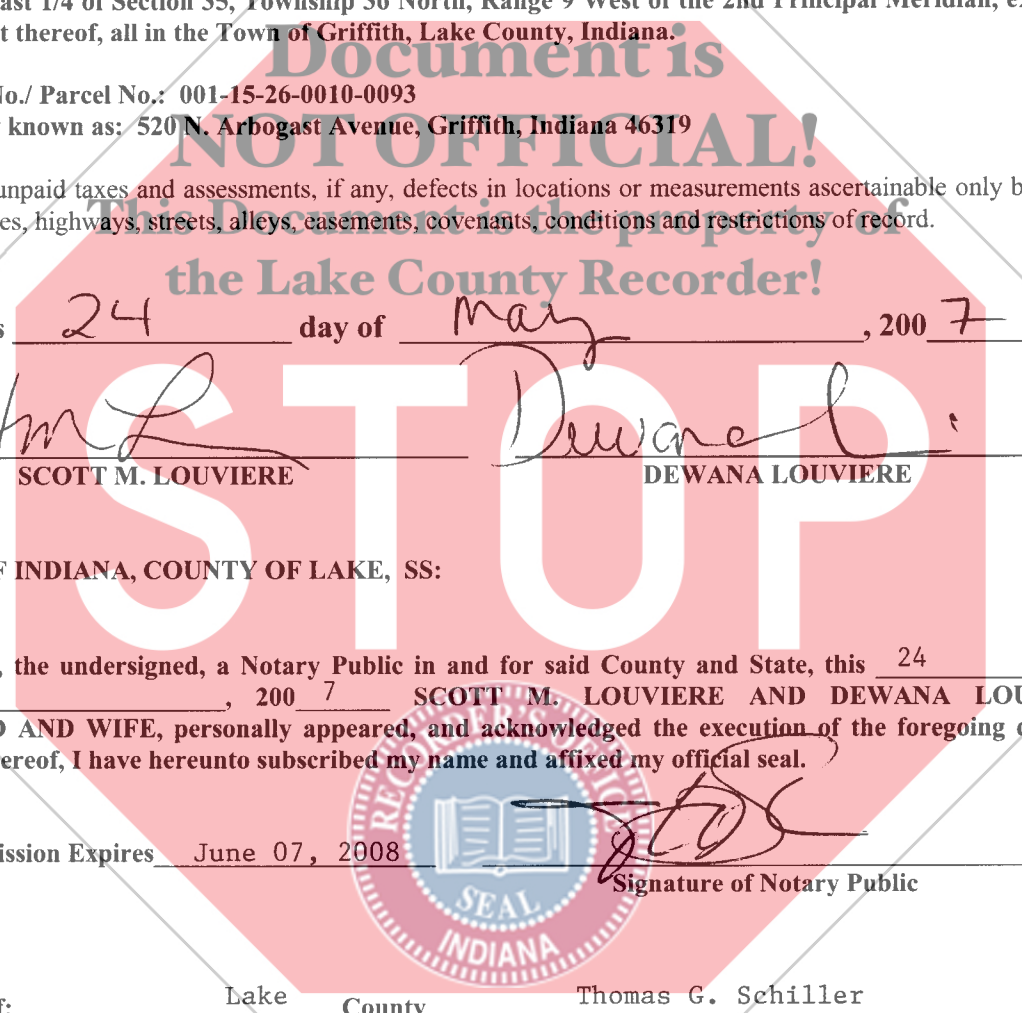 ast 1/4 of Section 35, Township 36 North, Range 9 West of the 2nd Principal Meridian, e
t thereof, all in the Town of Griffith, Lake County, Indiana.
Document is
No./ Parcel No.: 001-15-26-0010-0093
known as: 520 N. Arbogast Avenue, Griffith, Indiana 46319
NOT OFFICIAL!
unpaid taxes and assessments, if any, defects in locations or measurements ascertainable only b
es, highways, streets, alleys, easements, covenants, conditions and restrictions of record.
This Document is the property of
the Lake County Recorder!
s 24 day of May, 2007
STOP
m L
Dewana L
SCOTT M. LOUVIERE DEWANA LOUVIERE
F INDIANA, COUNTY OF LAKE, SS:
, the undersigned, a Notary Public in and for said County and State, this 24
, 2007 SCOTT M. LOUVIERE AND DEWANA LOU
D AND WIFE, personally appeared, and acknowledged the execution of the foregoing
ereof, I have hereunto subscribed my name and affixed my official seal.
RECORDER'S OFFICE
SEAL
INDIANA
ission Expires June 07, 2008
Signature of Notary Public
f: Lake County Thomas G. Schiller